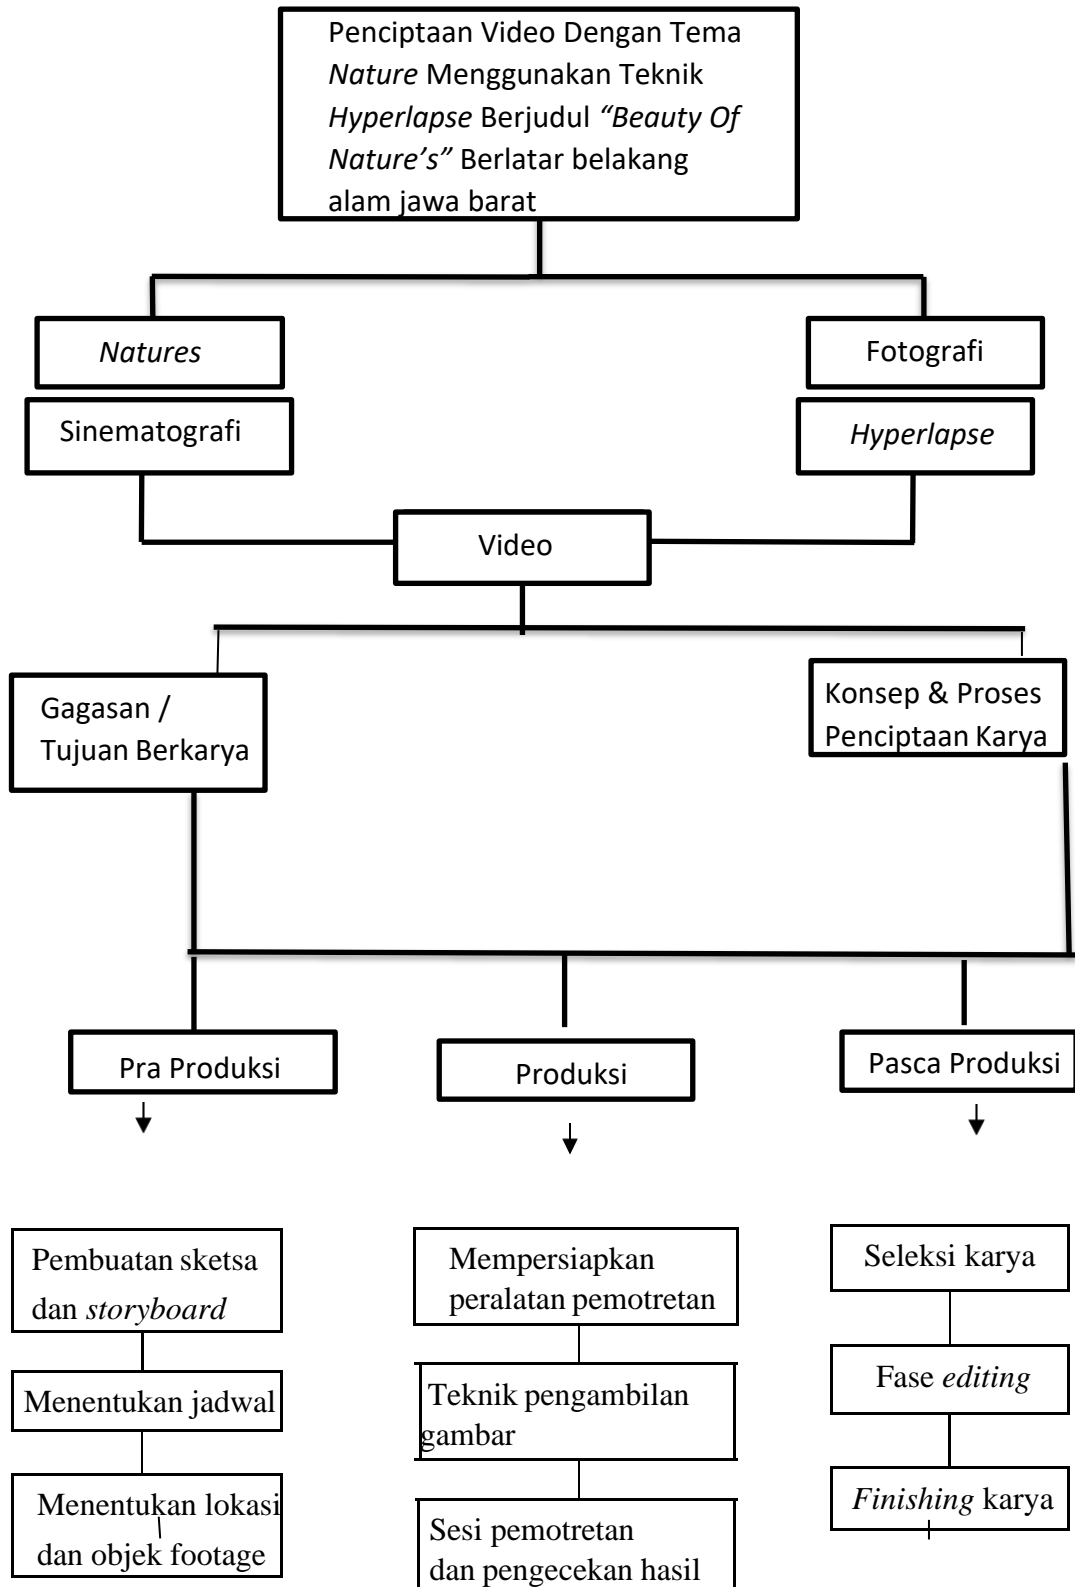 Penciptaan Video Dengan Tema
Nature Menggunakan Teknik
Hyperlapse Berjudul “Beauty Of
Nature’s” Berlatar belakang
alam jawa barat
Natures
Fotografi
Sinematografi
Hyperlapse
Video
Gagasan /
Tujuan Berkarya
Konsep & Proses
Penciptaan Karya
Pra Produksi
Produksi
Pasca Produksi
Pembuatan sketsa
dan storyboard
Menentukan jadwal
Menentukan lokasi
dan objek footage
Mempersiapkan
peralatan pemotretan
Teknik pengambilan
gambar
Sesi pemotretan
dan pengecekan hasil
Seleksi karya
Fase editing
Finishing karya